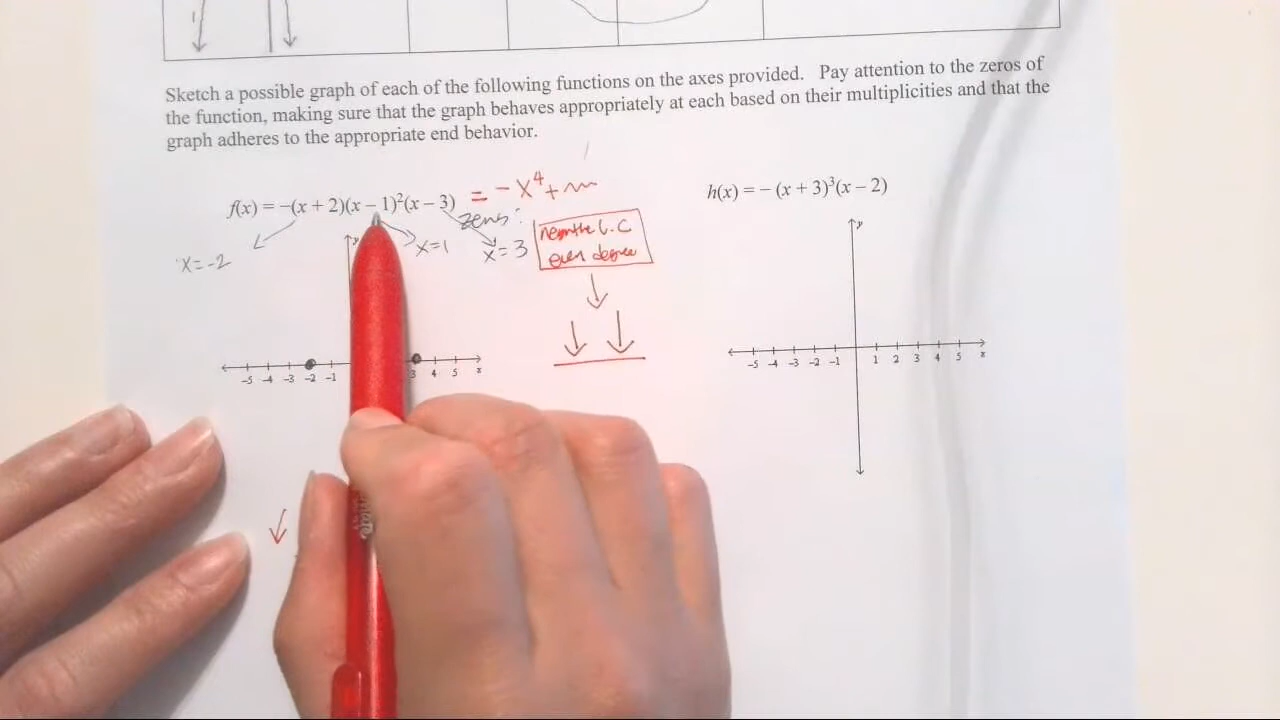 Sketch a possible graph of each of the following functions on the axes provided. Pay attention to the zeros of
the function, making sure that the graph behaves appropriately at each based on their multiplicities and that the
graph adheres to the appropriate end behavior.
f(x) = −(x + 2)(x − 1)²(x − 3) = −x⁴ + m
zeros:
x=-2
x=1
x=3
L.C
even degree
y
-5 -4 -3 -2 -1 3 4 5 x
h(x) = − (x + 3)³(x − 2)
y
-5 -4 -3 -2 -1 1 2 3 4 5 x